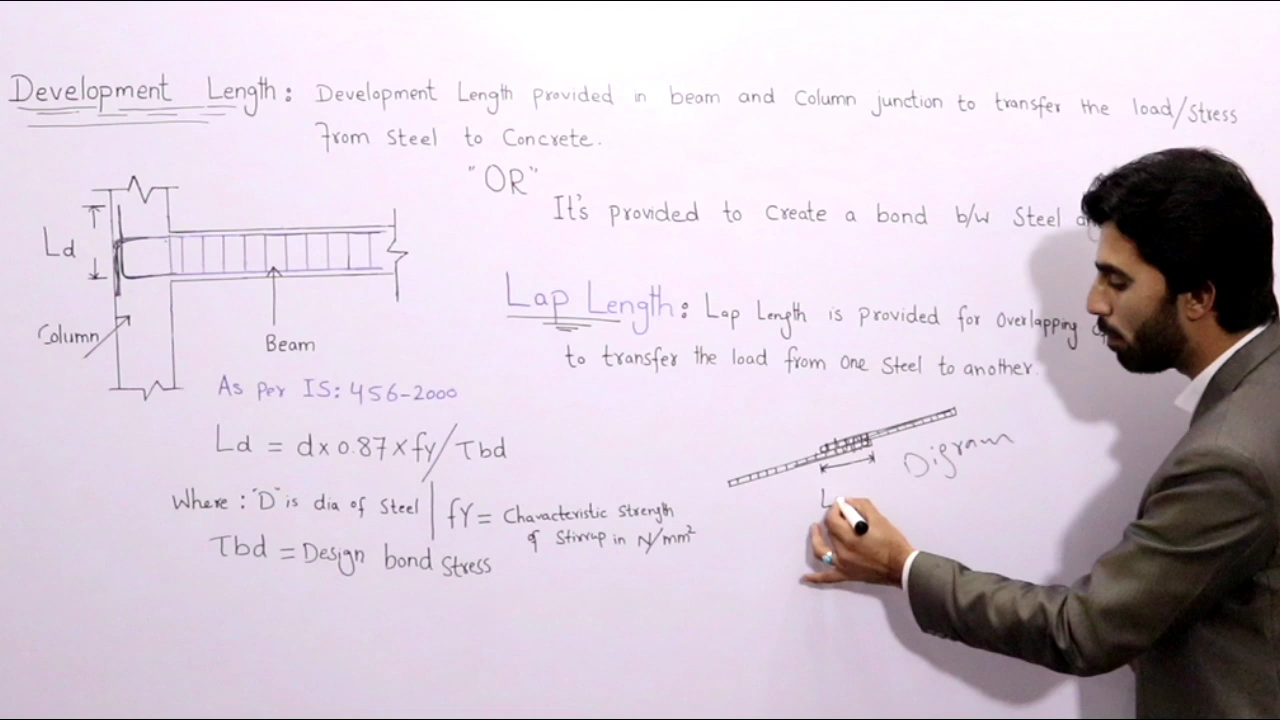 Development Length: Development Length provided in beam and Column junction to transfer the load/Stress
From Steel to Concrete.
"OR"
It's provided to Create a bond b/w Steel
Ld
Column
Beam
Lap Length: Lap Length is provided for Overlapping
to transfer the load from One Steel to another.
As Per IS: 456-2000
Ld = d x 0.87 x fy/Tbd
Where: "D" is dia of Steel | fY = Characteristic Strength
of Stirrup in N/mm²
Tbd = Design bond Stress
Digram
L